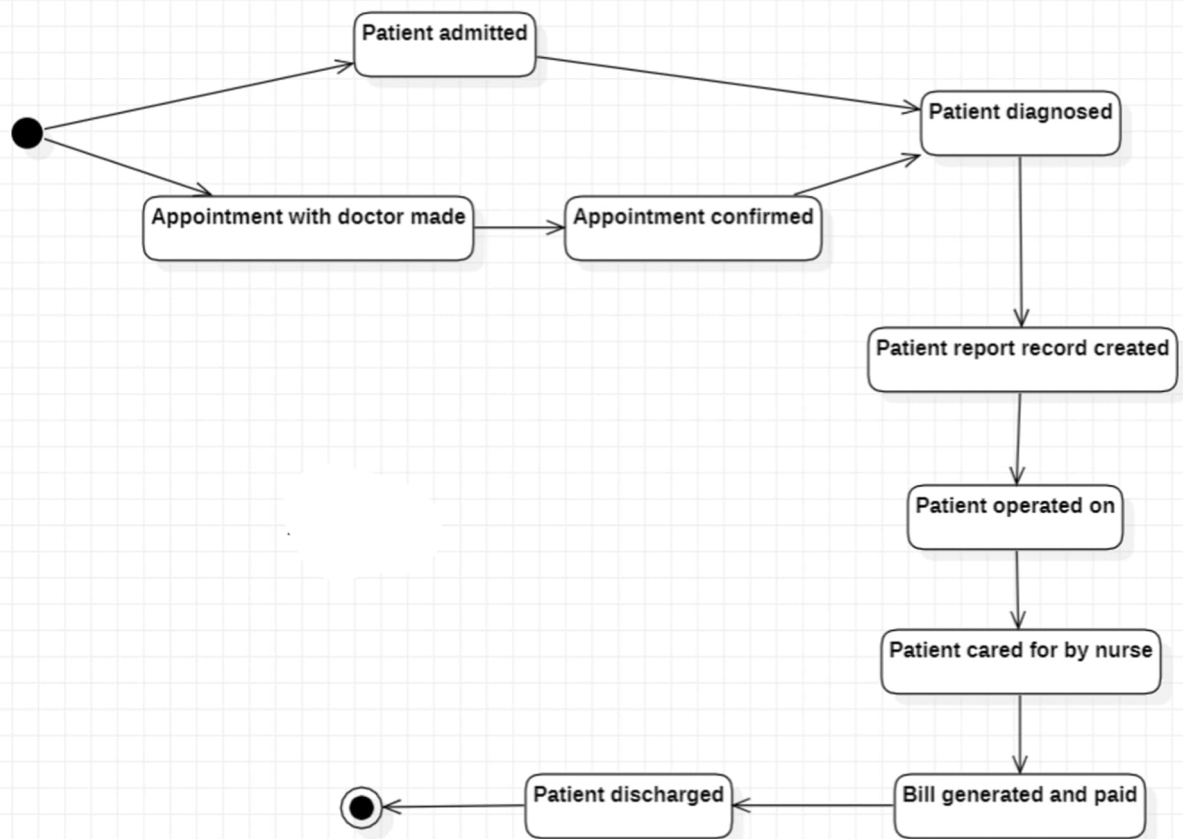 Patient admitted
Patient diagnosed
Appointment with doctor made
Appointment confirmed
Patient report record created
Patient operated on
Patient cared for by nurse
Bill generated and paid
Patient discharged